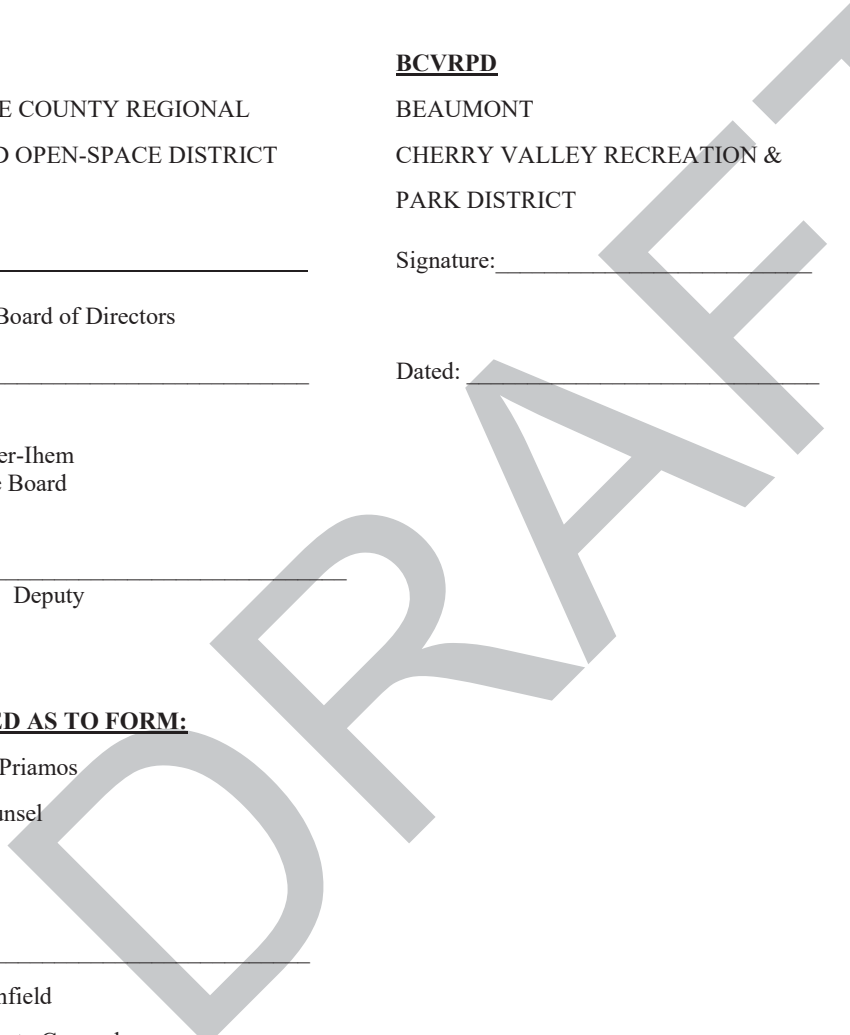 E COUNTY REGIONAL
D OPEN-SPACE DISTRICT
Board of Directors
er-Ihem
e Board
Deputy
ED AS TO FORM:
Priamos
unsel
nfield
BCVRPD
BEAUMONT
CHERRY VALLEY RECREATION &
PARK DISTRICT
Signature:
Dated:
DRAFT